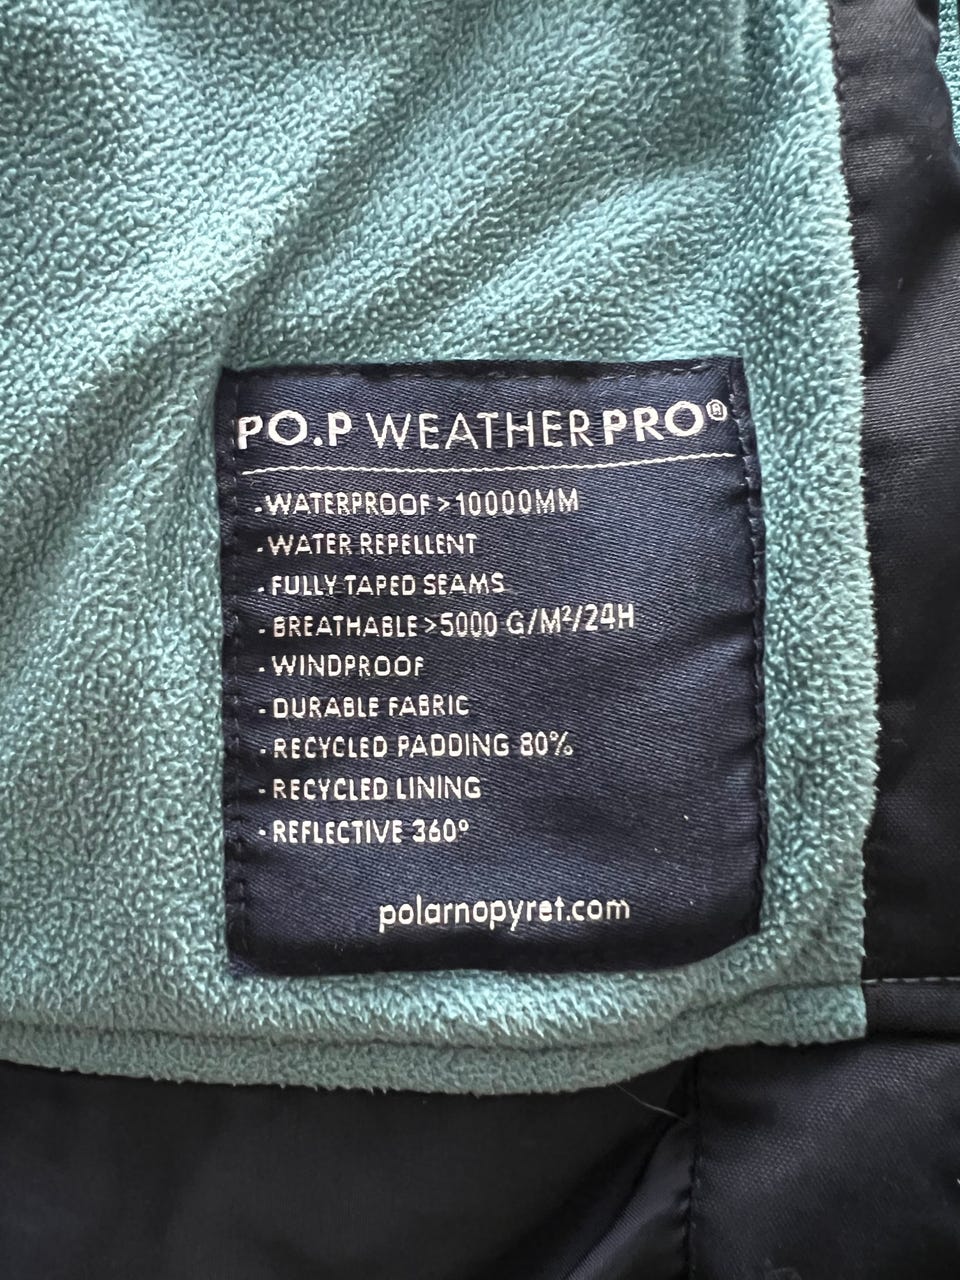 PO.P WEATHERPRO®
- WATERPROOF >10000MM
- WATER REPELLENT
- FULLY TAPED SEAMS
- BREATHABLE >5000 G/M²/24H
- WINDPROOF
- DURABLE FABRIC
- RECYCLED PADDING 80%
- RECYCLED LINING
- REFLECTIVE 360°
polarnopyret.com